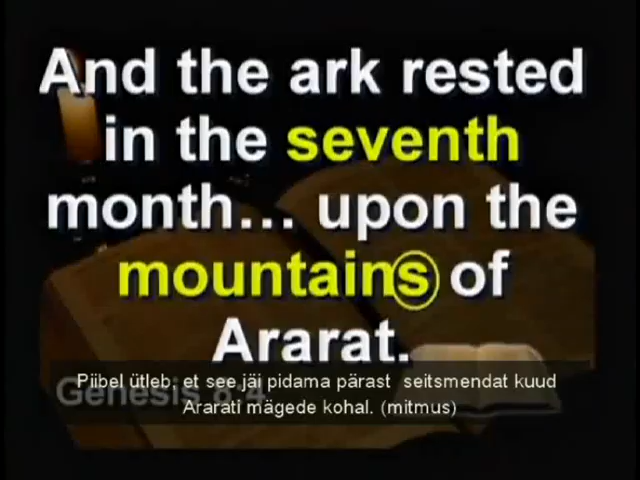 And the ark rested
in the seventh
month... upon the
mountains of
Ararat.
Genesis 8:4
Piibel ütleb, et see jäi pidama pärast seitsmendat kuud
Ararati mägede kohal. (mitmus)